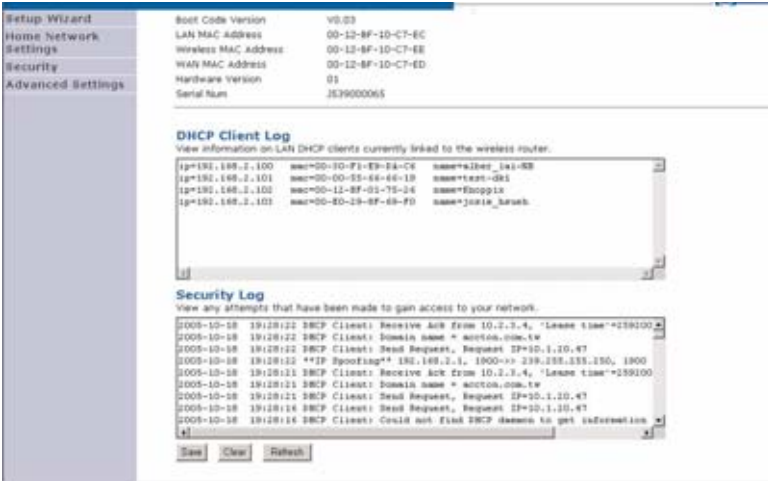 Setup Wizard
Home Network
Settings
Security
Advanced Settings
Boot Code Version V0.03
LAN MAC Address 00-12-BF-10-C7-EC
Wireless MAC Address 00-12-BF-10-C7-EE
WAN MAC Address 00-12-BF-10-C7-ED
Hardware Version 01
Serial Num J539000065
DHCP Client Log
View information on LAN DHCP clients currently linked to the wireless router.
ip=192.168.2.100 name=alber_lai-NB
ip=192.168.2.101 mac=00-00-55-66-66-19 name=test-dk1
ip=192.168.2.102 mac=00-12-BF-01-75-26 name=Knoppix
ip=192.168.2.103 mac=00-E0-29-8F-69-F0 name=josie_hsueh
Security Log
View any attempts that have been made to gain access to your network.
2005-10-18 19:28:22 DHCP Client: Receive Ack from 10.2.3.4, 'Lease time'=259200
2005-10-18 19:28:22 DHCP Client: Domain name = accton.com.tw
2005-10-18 19:28:22 DHCP Client: Send Request, Request IP=10.1.20.47
2005-10-18 19:28:22 **IP Spoofing** 192.168.2.1, 1900->> 239.255.255.250, 1900
2005-10-18 19:28:21 DHCP Client: Receive Ack from 10.2.3.4, 'Lease time'=259200
2005-10-18 19:28:21 DHCP Client: Domain name = accton.com.tw
2005-10-18 19:28:21 DHCP Client: Send Request, Request IP=10.1.20.47
2005-10-18 19:28:21 DHCP Client: Send Request, Request IP=10.1.20.47
2005-10-18 19:28:16 DHCP Client: Could not find DHCP daemon to get information
Save Clear Refresh